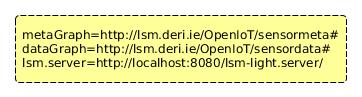 metaGraph=http://lsm.deri.ie/OpenIoT/sensormeta#
dataGraph=http://lsm.deri.ie/OpenIoT/sensordata#
lsm.server=http://localhost:8080/lsm-light.server/